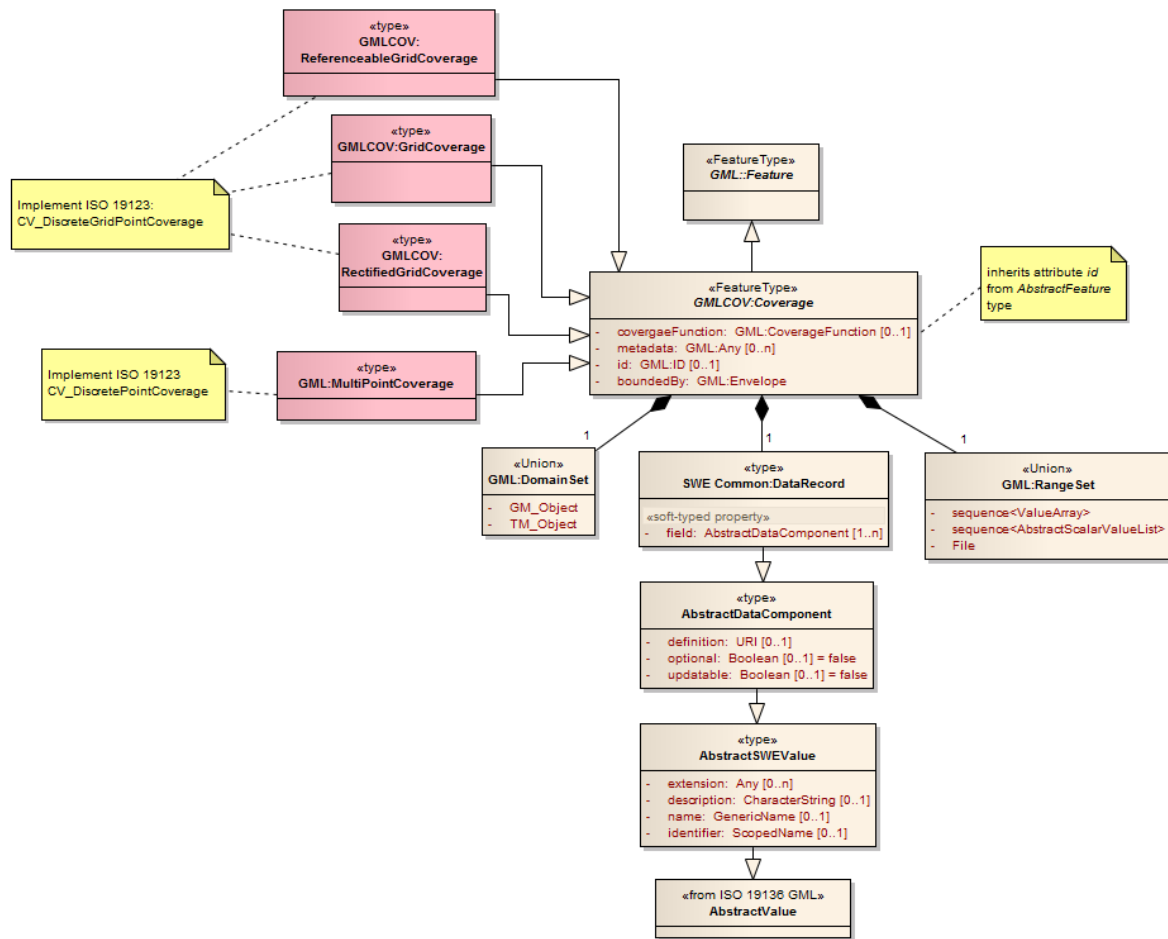 «type»
GMLCOV:
ReferenceableGridCoverage
«type»
GMLCOV:GridCoverage
«FeatureType»
GML::Feature
Implement ISO 19123:
CV_DiscreteGridPointCoverage
«type»
GMLCOV:
RectifiedGridCoverage
«FeatureType»
GMLCOV:Coverage
- covergaeFunction: GML:CoverageFunction [0..1]
- metadata: GML:Any [0..n]
- id: GML:ID [0..1]
- boundedBy: GML:Envelope
inherits attribute id
from AbstractFeature
type
Implement ISO 19123
CV_DiscretePointCoverage
«type»
GML:MultiPointCoverage
1
1
1
«Union»
GML:DomainSet
- GM_Object
- TM_Object
«type»
SWE Common:DataRecord
«soft-typed property»
- field: AbstractDataComponent [1..n]
«Union»
GML:RangeSet
- sequence<ValueArray>
- sequence<AbstractScalarValueList>
- File
«type»
AbstractDataComponent
- definition: URI [0..1]
- optional: Boolean [0..1] = false
- updatable: Boolean [0..1] = false
«type»
AbstractSWEValue
- extension: Any [0..n]
- description: CharacterString [0..1]
- name: GenericName [0..1]
- identifier: ScopedName [0..1]
«from ISO 19136 GML»
AbstractValue